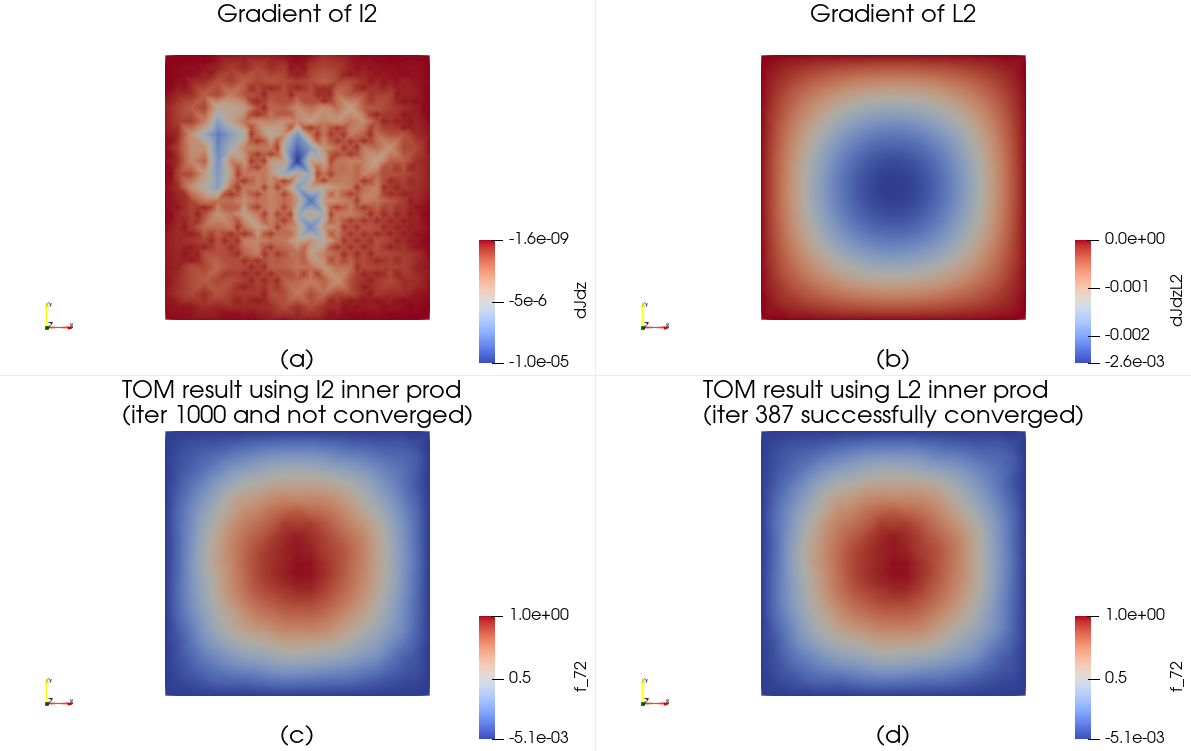 Gradient of l2
-1.6e-09
-5e-6
-1.0e-05
dJdz
(a)
Gradient of L2
0.0e+00
-0.001
-0.002
-2.6e-03
dJdzL2
(b)
TOM result using l2 inner prod
(iter 1000 and not converged)
1.0e+00
0.5
-5.1e-03
f_72
(c)
TOM result using L2 inner prod
(iter 387 successfully converged)
1.0e+00
0.5
-5.1e-03
f_72
(d)